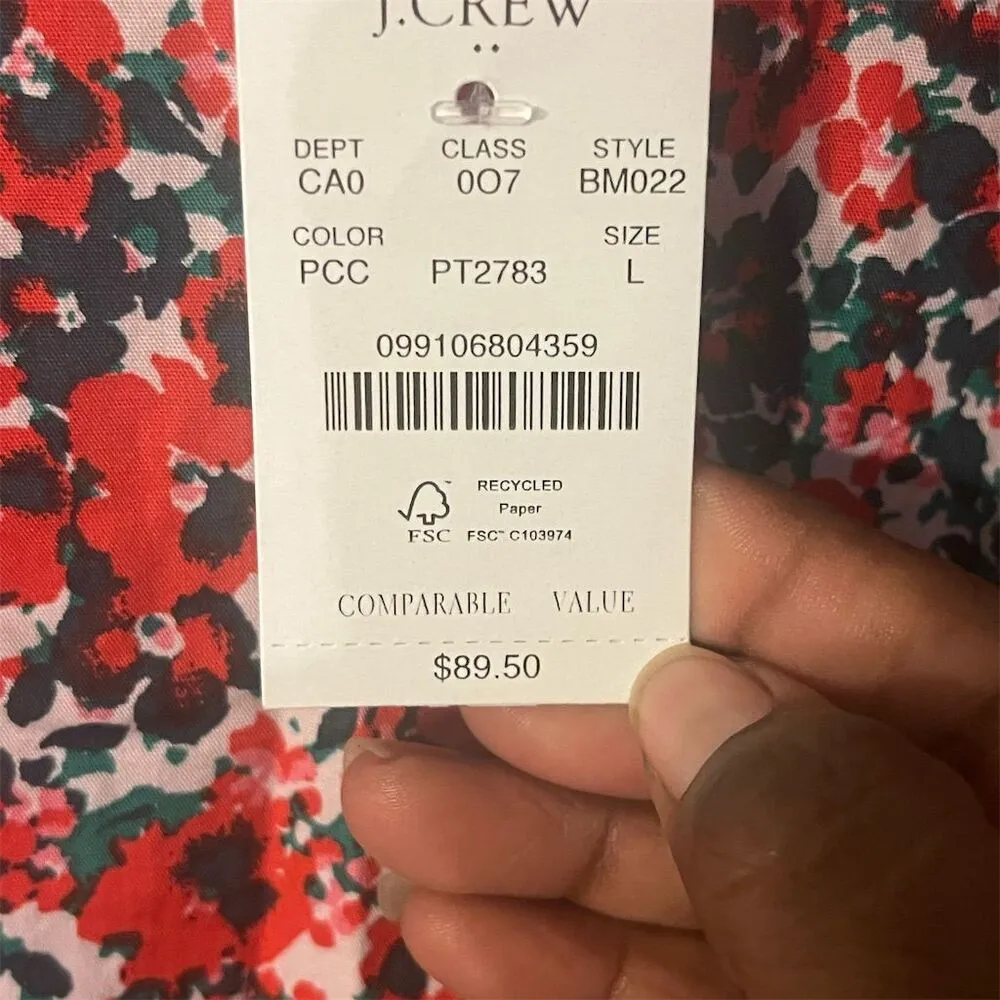 J.CREW
DEPT CLASS STYLE
CA0 0O7 BM022
COLOR SIZE
PCC PT2783 L
099106804359
RECYCLED
Paper
FSC FSC™ C103974
COMPARABLE VALUE
$89.50